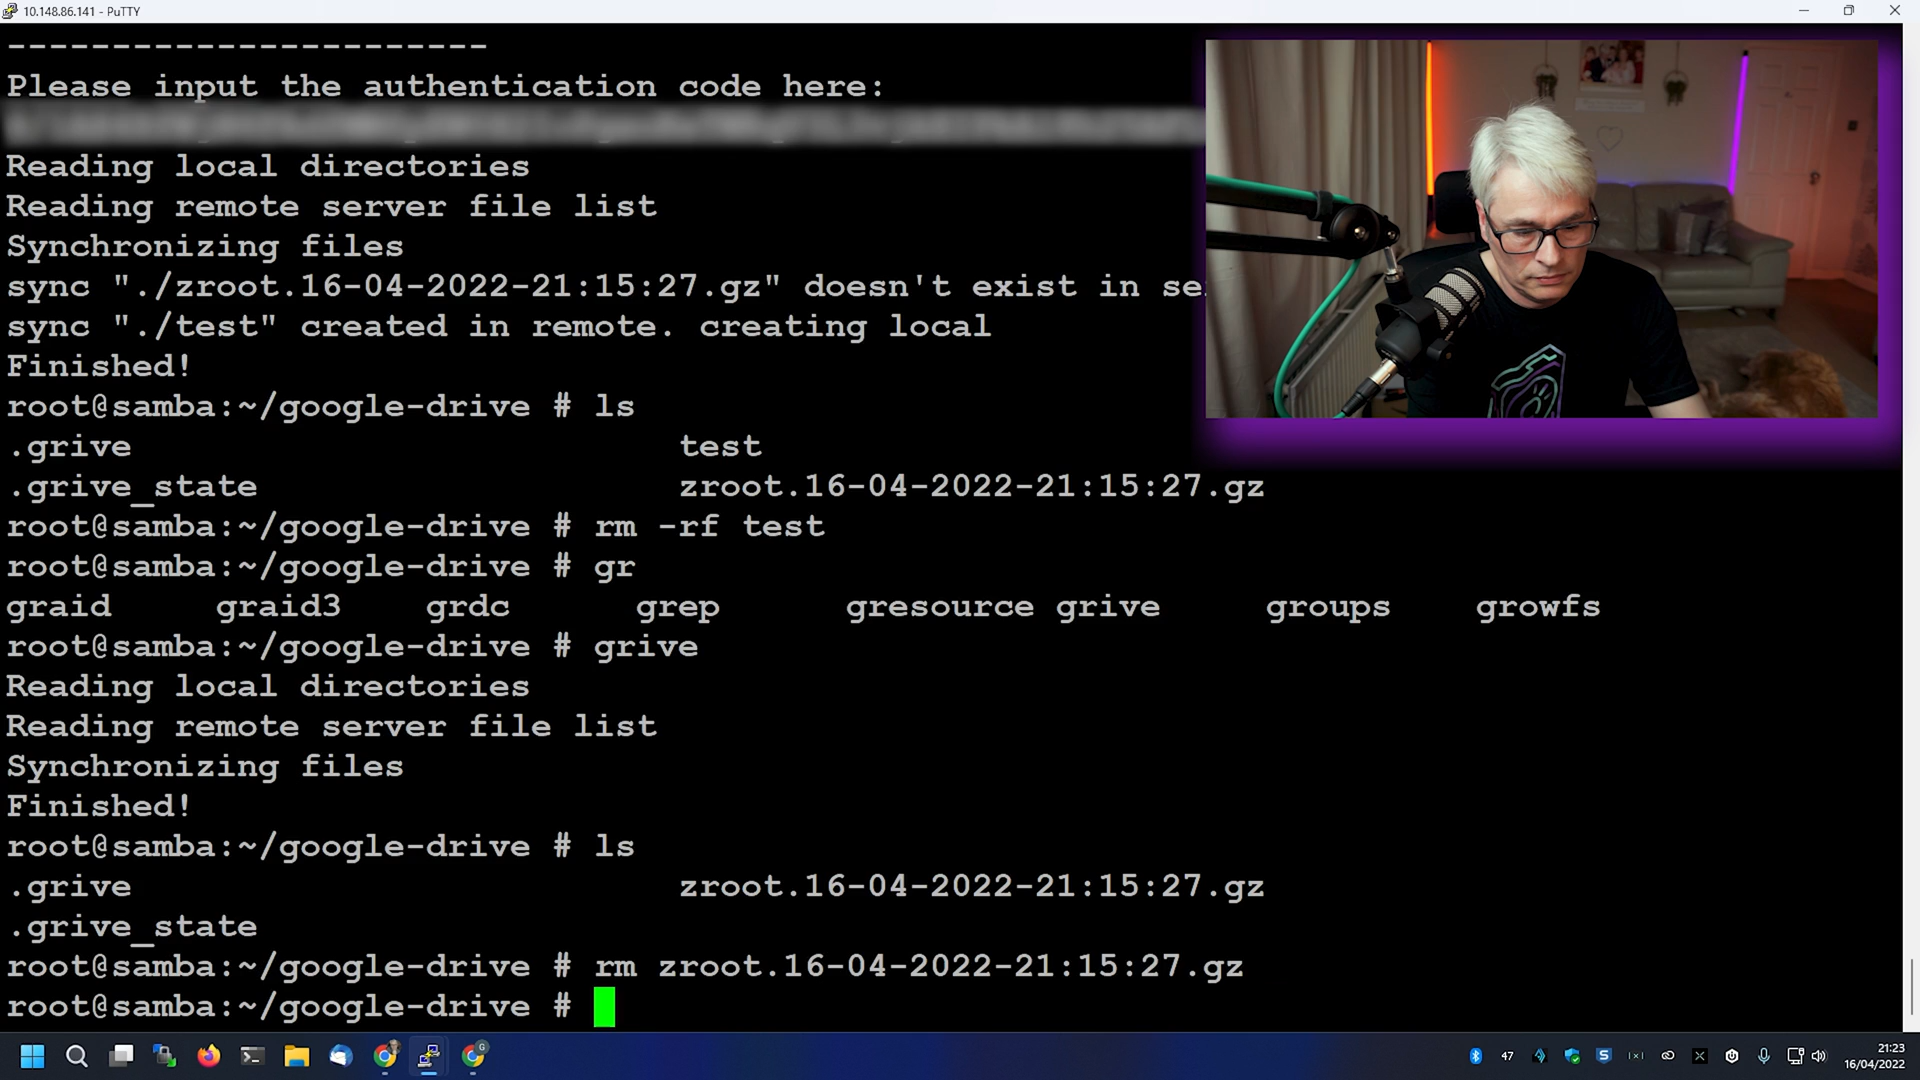 10.148.86.141 - PuTTY
-----------------------
Please input the authentication code here:
Reading local directories
Reading remote server file list
Synchronizing files
sync "./zroot.16-04-2022-21:15:27.gz" doesn't exist in se
sync "./test" created in remote. creating local
Finished!
root@samba:~/google-drive # ls
.grive test
.grive_state zroot.16-04-2022-21:15:27.gz
root@samba:~/google-drive # rm -rf test
root@samba:~/google-drive # gr
graid graid3 grdc grep gresource grive groups growfs
root@samba:~/google-drive # grive
Reading local directories
Reading remote server file list
Synchronizing files
Finished!
root@samba:~/google-drive # ls
.grive zroot.16-04-2022-21:15:27.gz
.grive_state
root@samba:~/google-drive # rm zroot.16-04-2022-21:15:27.gz
root@samba:~/google-drive #
47
21:23
16/04/2022